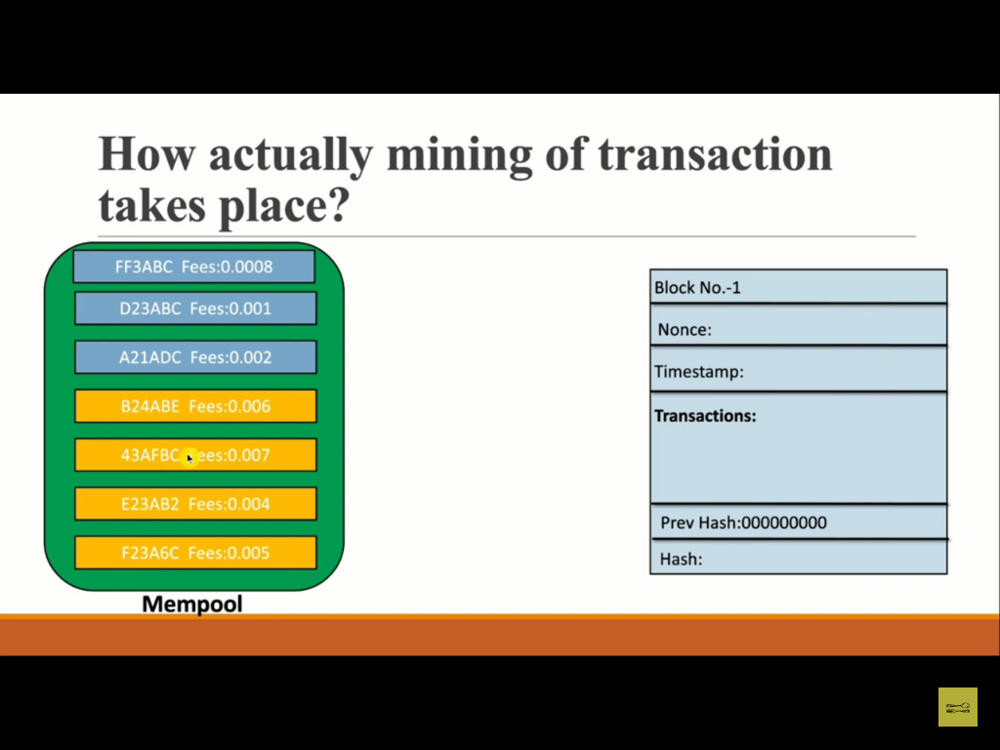 How actually mining of transaction
takes place?
FF3ABC Fees:0.0008
D23ABC Fees:0.001
A21ADC Fees:0.002
B24ABE Fees:0.006
43AFBC Fees:0.007
E23AB2 Fees:0.004
F23A6C Fees:0.005
Mempool
Block No.-1
Nonce:
Timestamp:
Transactions:
Prev Hash:000000000
Hash: